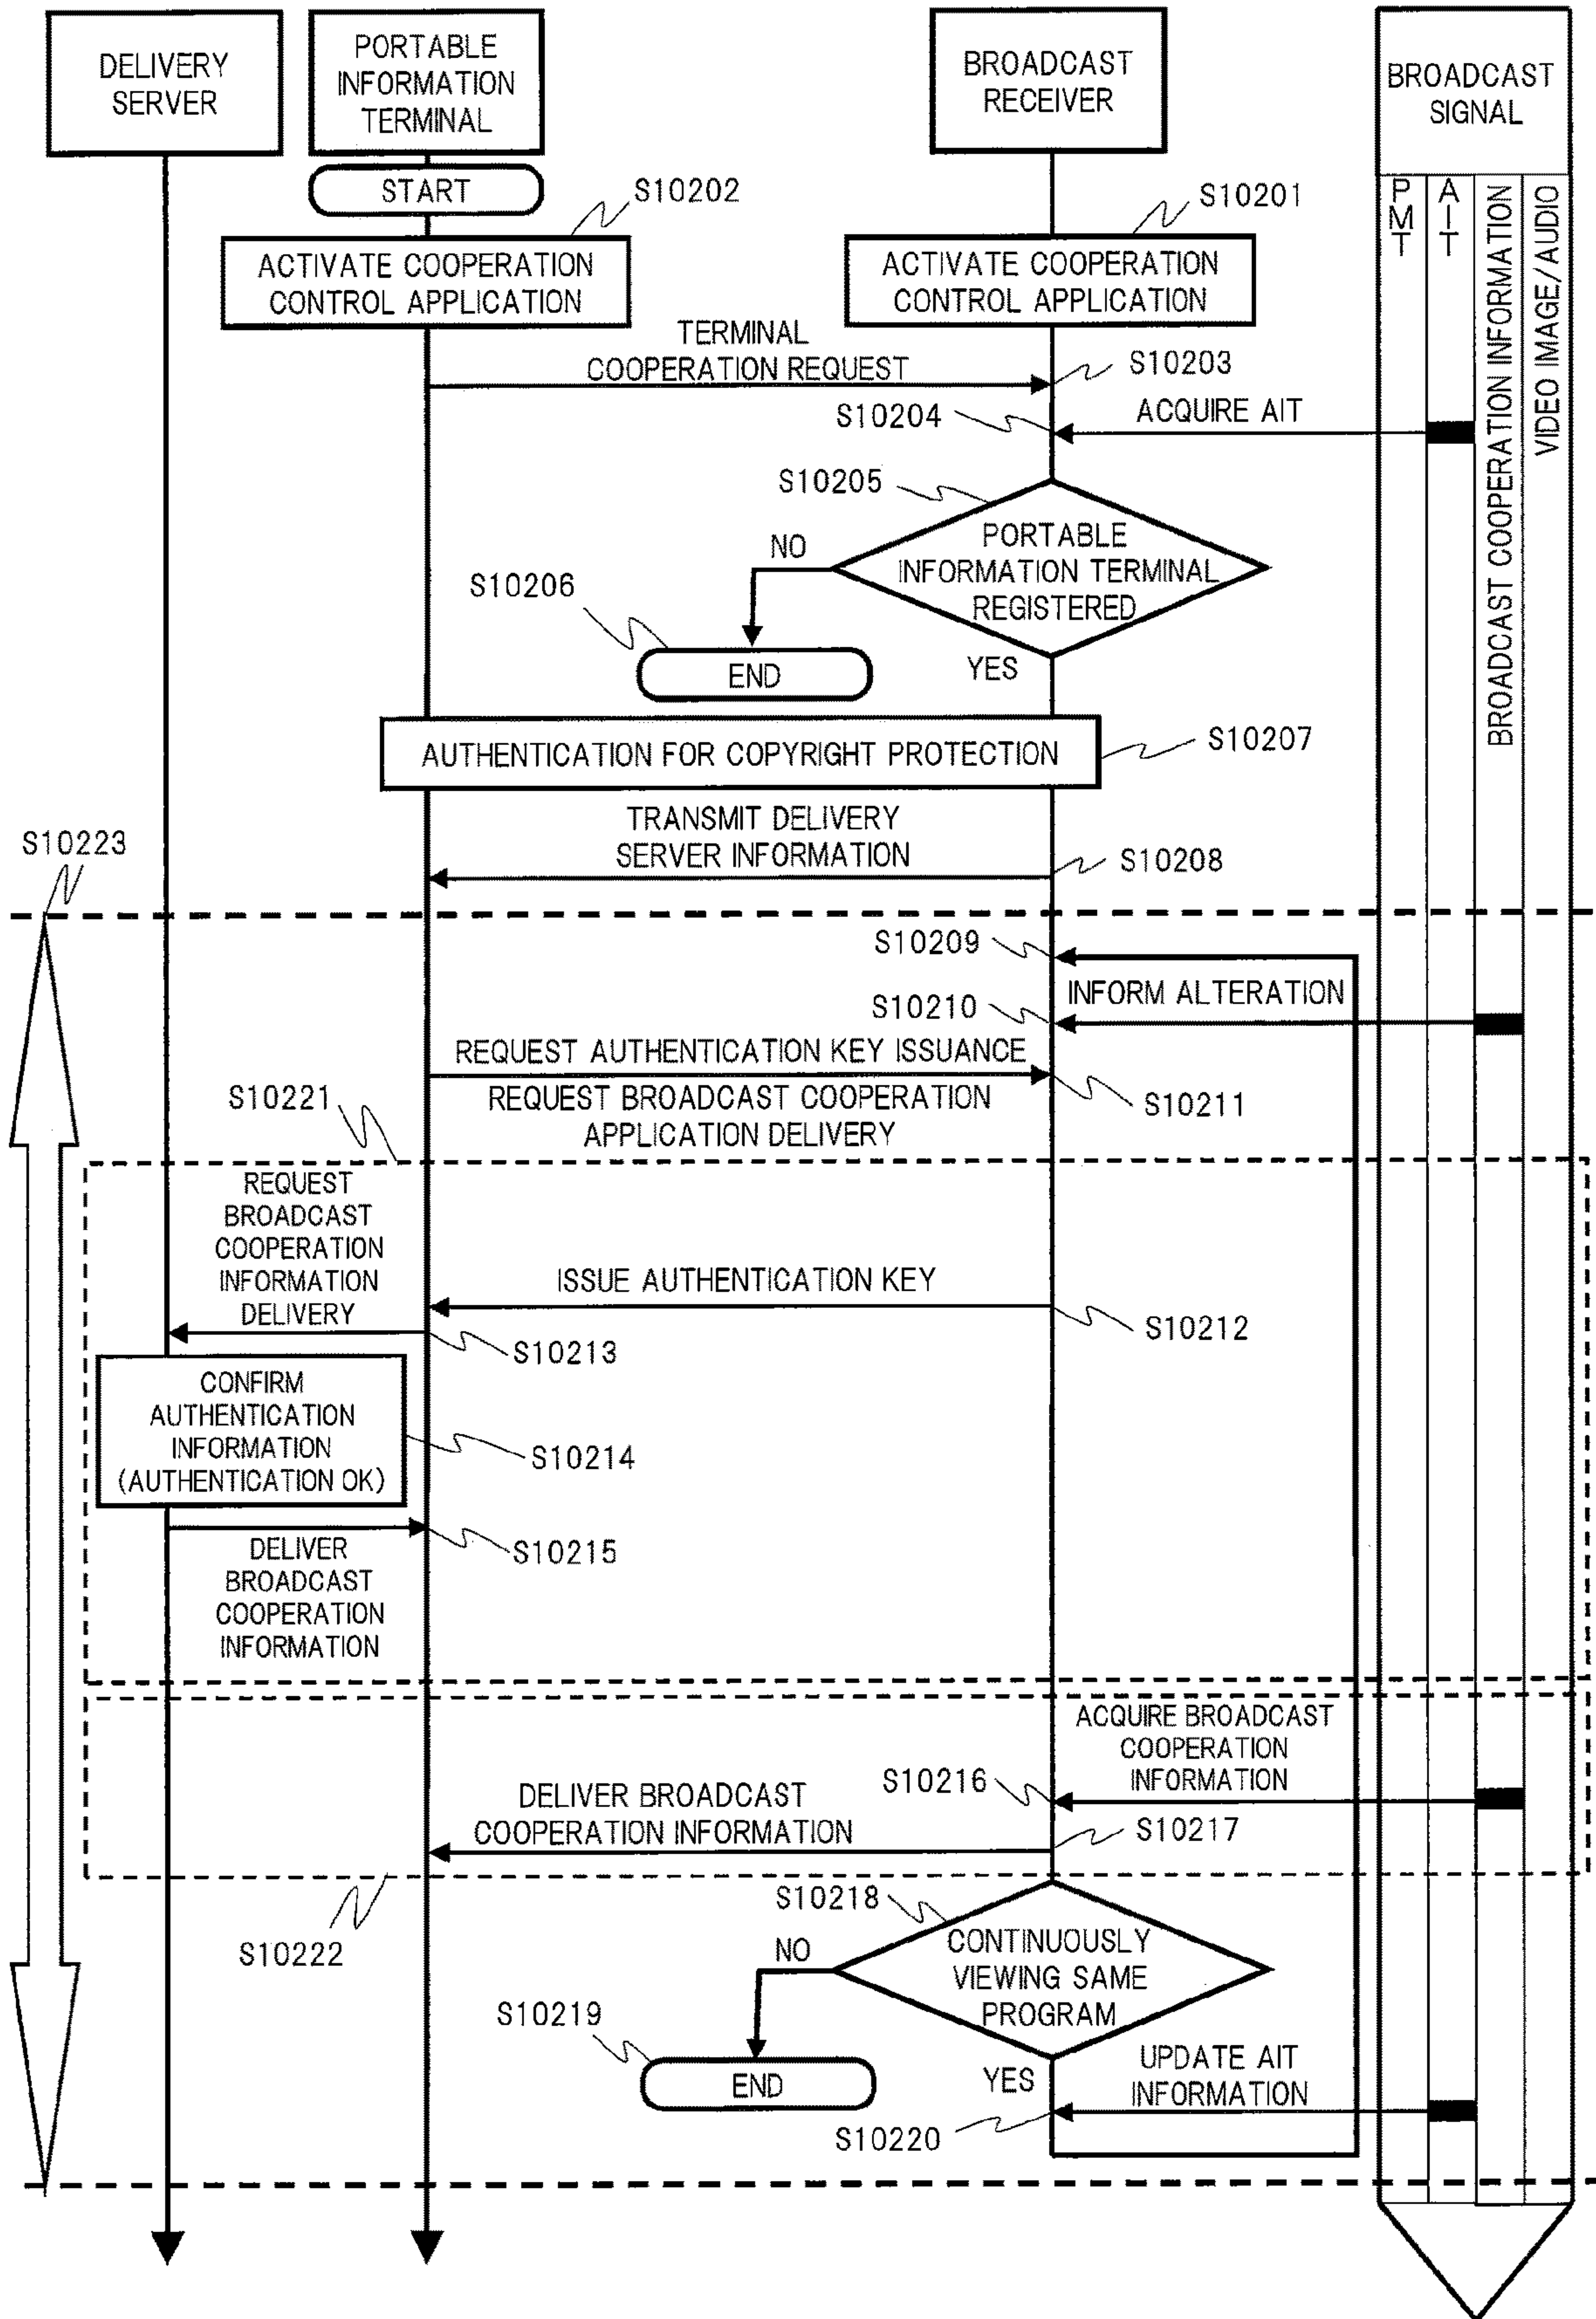 DELIVERY
SERVER
PORTABLE
INFORMATION
TERMINAL
BROADCAST
RECEIVER
BROADCAST
SIGNAL
START
S10202
S10201
PMT
AIT
BROADCAST COOPERATION INFORMATION
VIDEO IMAGE/AUDIO
ACTIVATE COOPERATION
CONTROL APPLICATION
ACTIVATE COOPERATION
CONTROL APPLICATION
TERMINAL
COOPERATION REQUEST
S10203
S10204
ACQUIRE AIT
S10205
PORTABLE
INFORMATION TERMINAL
REGISTERED
NO
S10206
END
YES
AUTHENTICATION FOR COPYRIGHT PROTECTION
S10207
TRANSMIT DELIVERY
SERVER INFORMATION
S10208
S10223
S10209
INFORM ALTERATION
S10210
REQUEST AUTHENTICATION KEY ISSUANCE
REQUEST BROADCAST COOPERATION
APPLICATION DELIVERY
S10211
S10221
REQUEST
BROADCAST
COOPERATION
INFORMATION
DELIVERY
ISSUE AUTHENTICATION KEY
S10212
S10213
CONFIRM
AUTHENTICATION
INFORMATION
(AUTHENTICATION OK)
S10214
S10215
DELIVER
BROADCAST
COOPERATION
INFORMATION
ACQUIRE BROADCAST
COOPERATION
INFORMATION
S10216
DELIVER BROADCAST
COOPERATION INFORMATION
S10217
S10222
S10218
CONTINUOUSLY
VIEWING SAME
PROGRAM
NO
S10219
END
YES
UPDATE AIT
INFORMATION
S10220